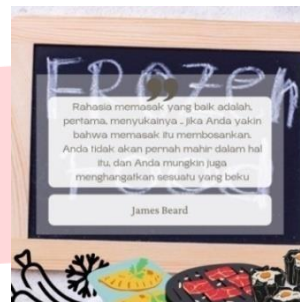 FROZEN
Rahasia memasak yang baik adalah,
pertama, menyukainya .. Jika Anda yakin
bahwa memasak itu membosankan.
Anda tidak akan pernah mahir dalam hal
itu, dan Anda mungkin juga
menghangatkan sesuatu yang beku
James Beard